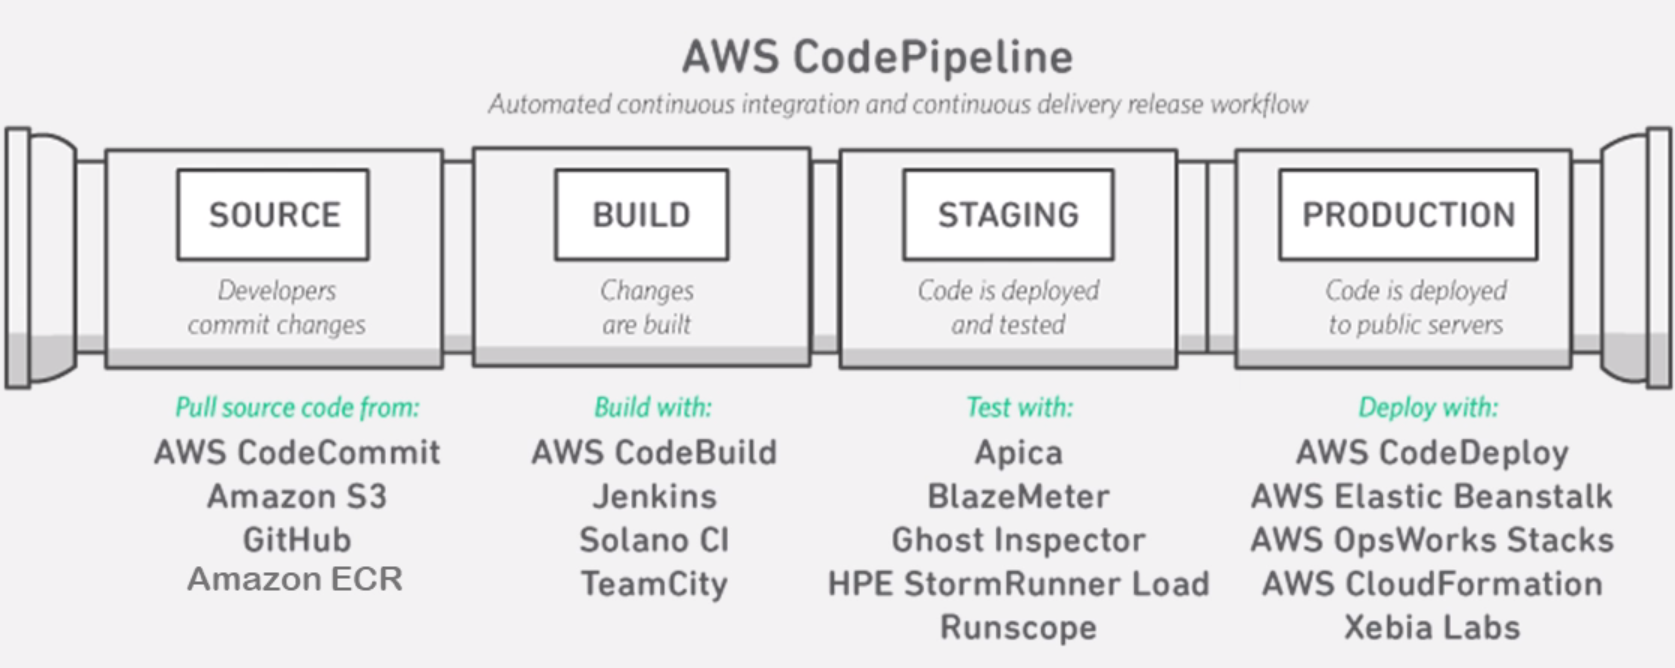 AWS CodePipeline
Automated continuous integration and continuous delivery release workflow
SOURCE
Developers
commit changes
Pull source code from:
AWS CodeCommit
Amazon S3
GitHub
Amazon ECR
BUILD
Changes
are built
Build with:
AWS CodeBuild
Jenkins
Solano CI
TeamCity
STAGING
Code is deployed
and tested
Test with:
Apica
BlazeMeter
Ghost Inspector
HPE StormRunner Load
Runscope
PRODUCTION
Code is deployed
to public servers
Deploy with:
AWS CodeDeploy
AWS Elastic Beanstalk
AWS OpsWorks Stacks
AWS CloudFormation
Xebia Labs